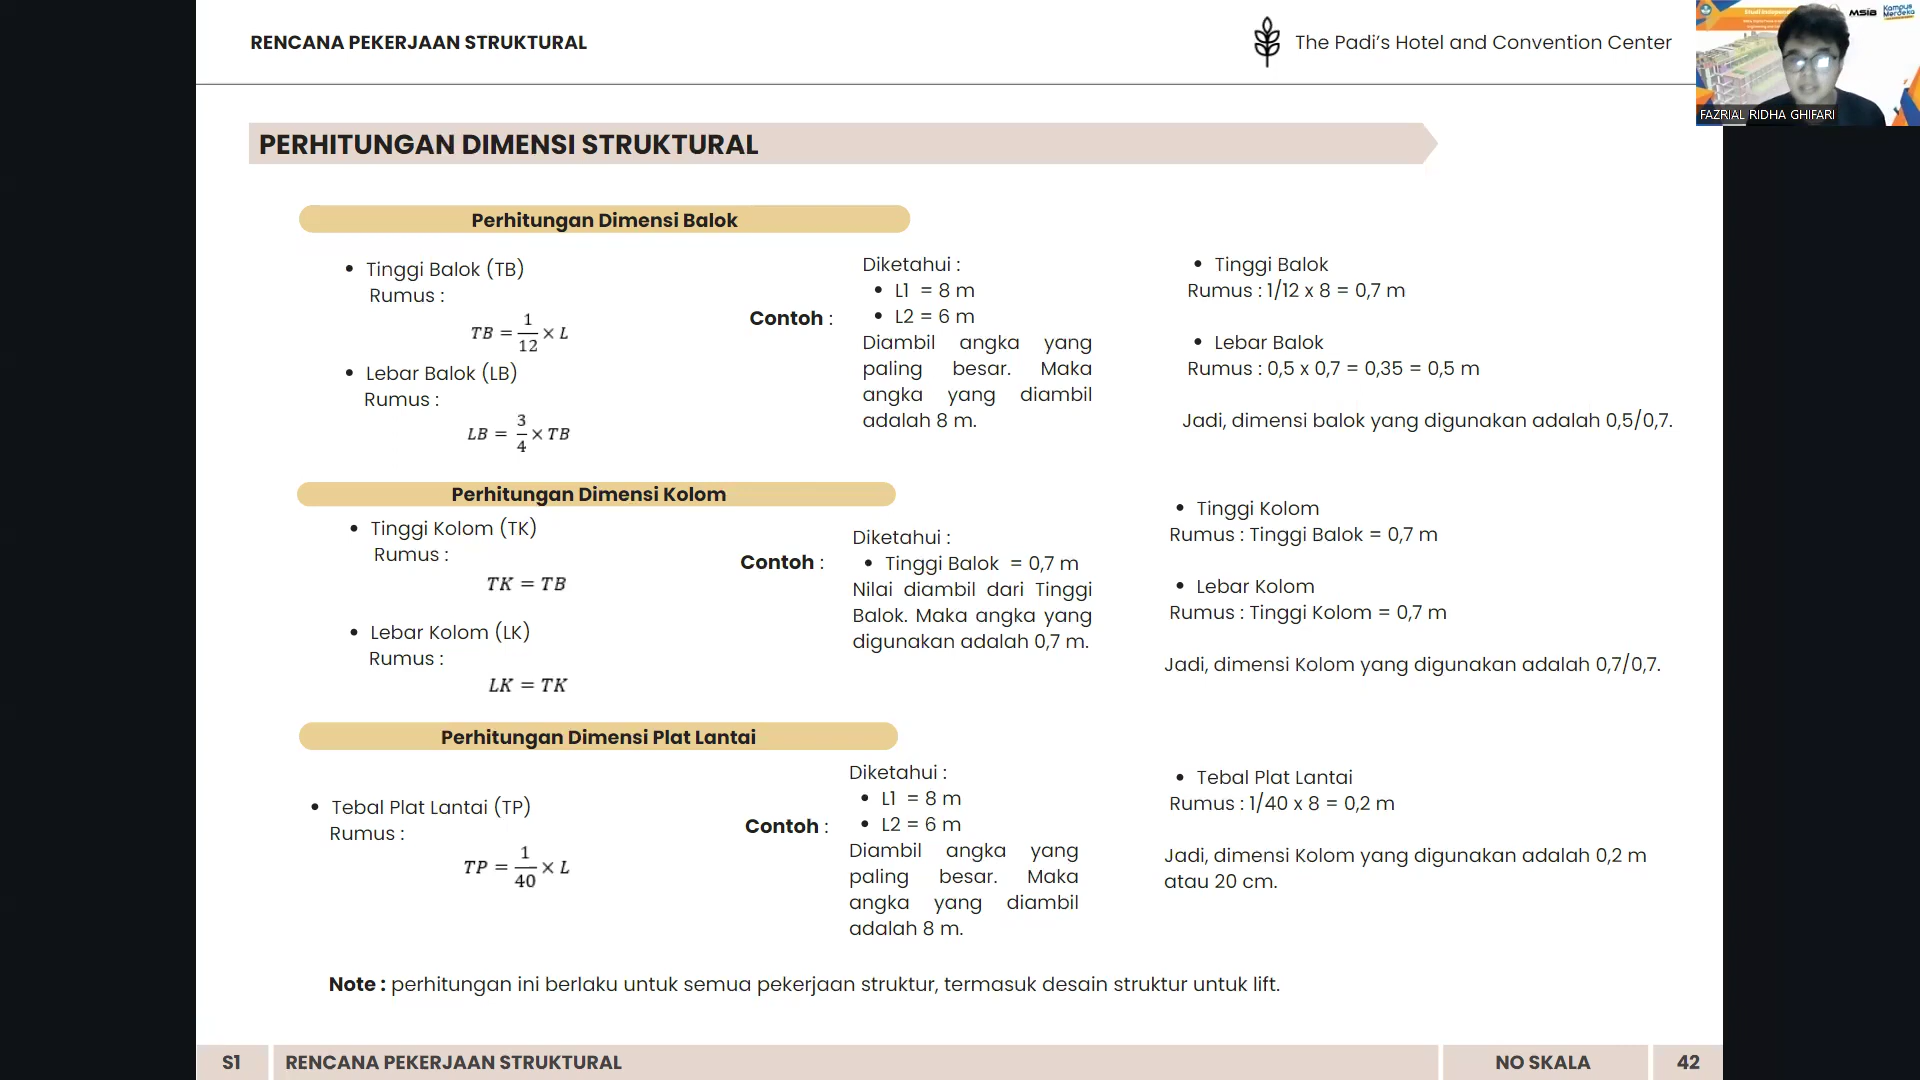 RENCANA PEKERJAAN STRUKTURAL
The Padi's Hotel and Convention Center
MSIB
Kampus
Merdeka
FAZRIAL RIDHA GHIFARI
PERHITUNGAN DIMENSI STRUKTURAL
Perhitungan Dimensi Balok
• Tinggi Balok (TB)
Rumus :
TB = 1/12 × L
• Lebar Balok (LB)
Rumus :
LB = 3/4 × TB
Contoh :
Diketahui :
• L1 = 8 m
• L2 = 6 m
Diambil angka yang
paling besar. Maka
angka yang diambil
adalah 8 m.
• Tinggi Balok
Rumus : 1/12 x 8 = 0,7 m
• Lebar Balok
Rumus : 0,5 x 0,7 = 0,35 = 0,5 m
Jadi, dimensi balok yang digunakan adalah 0,5/0,7.
Perhitungan Dimensi Kolom
• Tinggi Kolom (TK)
Rumus :
TK = TB
• Lebar Kolom (LK)
Rumus :
LK = TK
Contoh :
Diketahui :
• Tinggi Balok = 0,7 m
Nilai diambil dari Tinggi
Balok. Maka angka yang
digunakan adalah 0,7 m.
• Tinggi Kolom
Rumus : Tinggi Balok = 0,7 m
• Lebar Kolom
Rumus : Tinggi Kolom = 0,7 m
Jadi, dimensi Kolom yang digunakan adalah 0,7/0,7.
Perhitungan Dimensi Plat Lantai
• Tebal Plat Lantai (TP)
Rumus :
TP = 1/40 × L
Contoh :
Diketahui :
• L1 = 8 m
• L2 = 6 m
Diambil angka yang
paling besar. Maka
angka yang diambil
adalah 8 m.
• Tebal Plat Lantai
Rumus : 1/40 x 8 = 0,2 m
Jadi, dimensi Kolom yang digunakan adalah 0,2 m
atau 20 cm.
Note : perhitungan ini berlaku untuk semua pekerjaan struktur, termasuk desain struktur untuk lift.
S1
RENCANA PEKERJAAN STRUKTURAL
NO SKALA
42